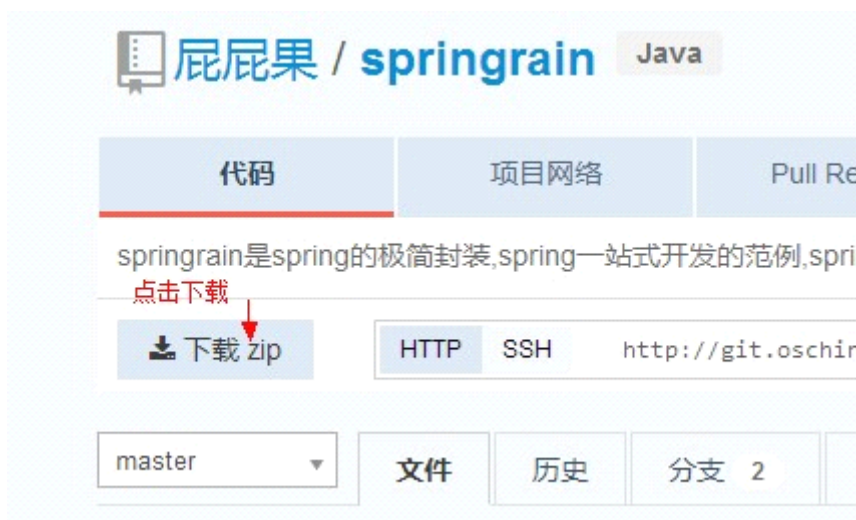 屁屁果 / springrain Java
代码 项目网络 Pull Re
springrain是spring的极简封装,spring一站式开发的范例,spri
点击下载
下载 zip HTTP SSH http://git.oschin
master 文件 历史 分支 2